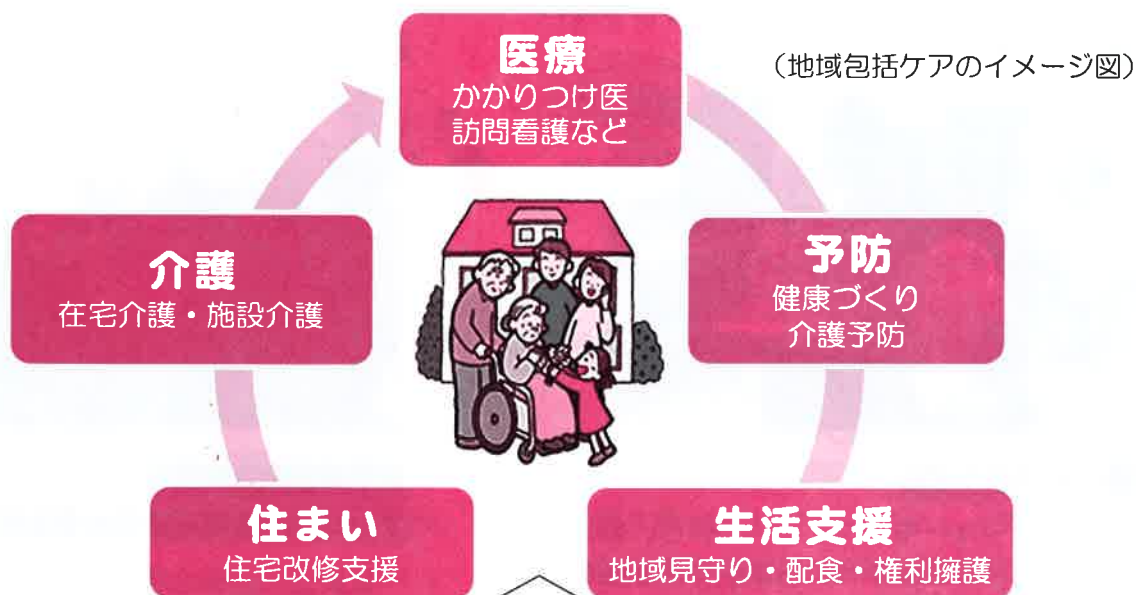 (地域包括ケアのイメージ図)
医療
かかりつけ医
訪問看護など
介護
在宅介護・施設介護
予防
健康づくり
介護予防
住まい
住宅改修支援
生活支援
地域見守り・配食・権利擁護